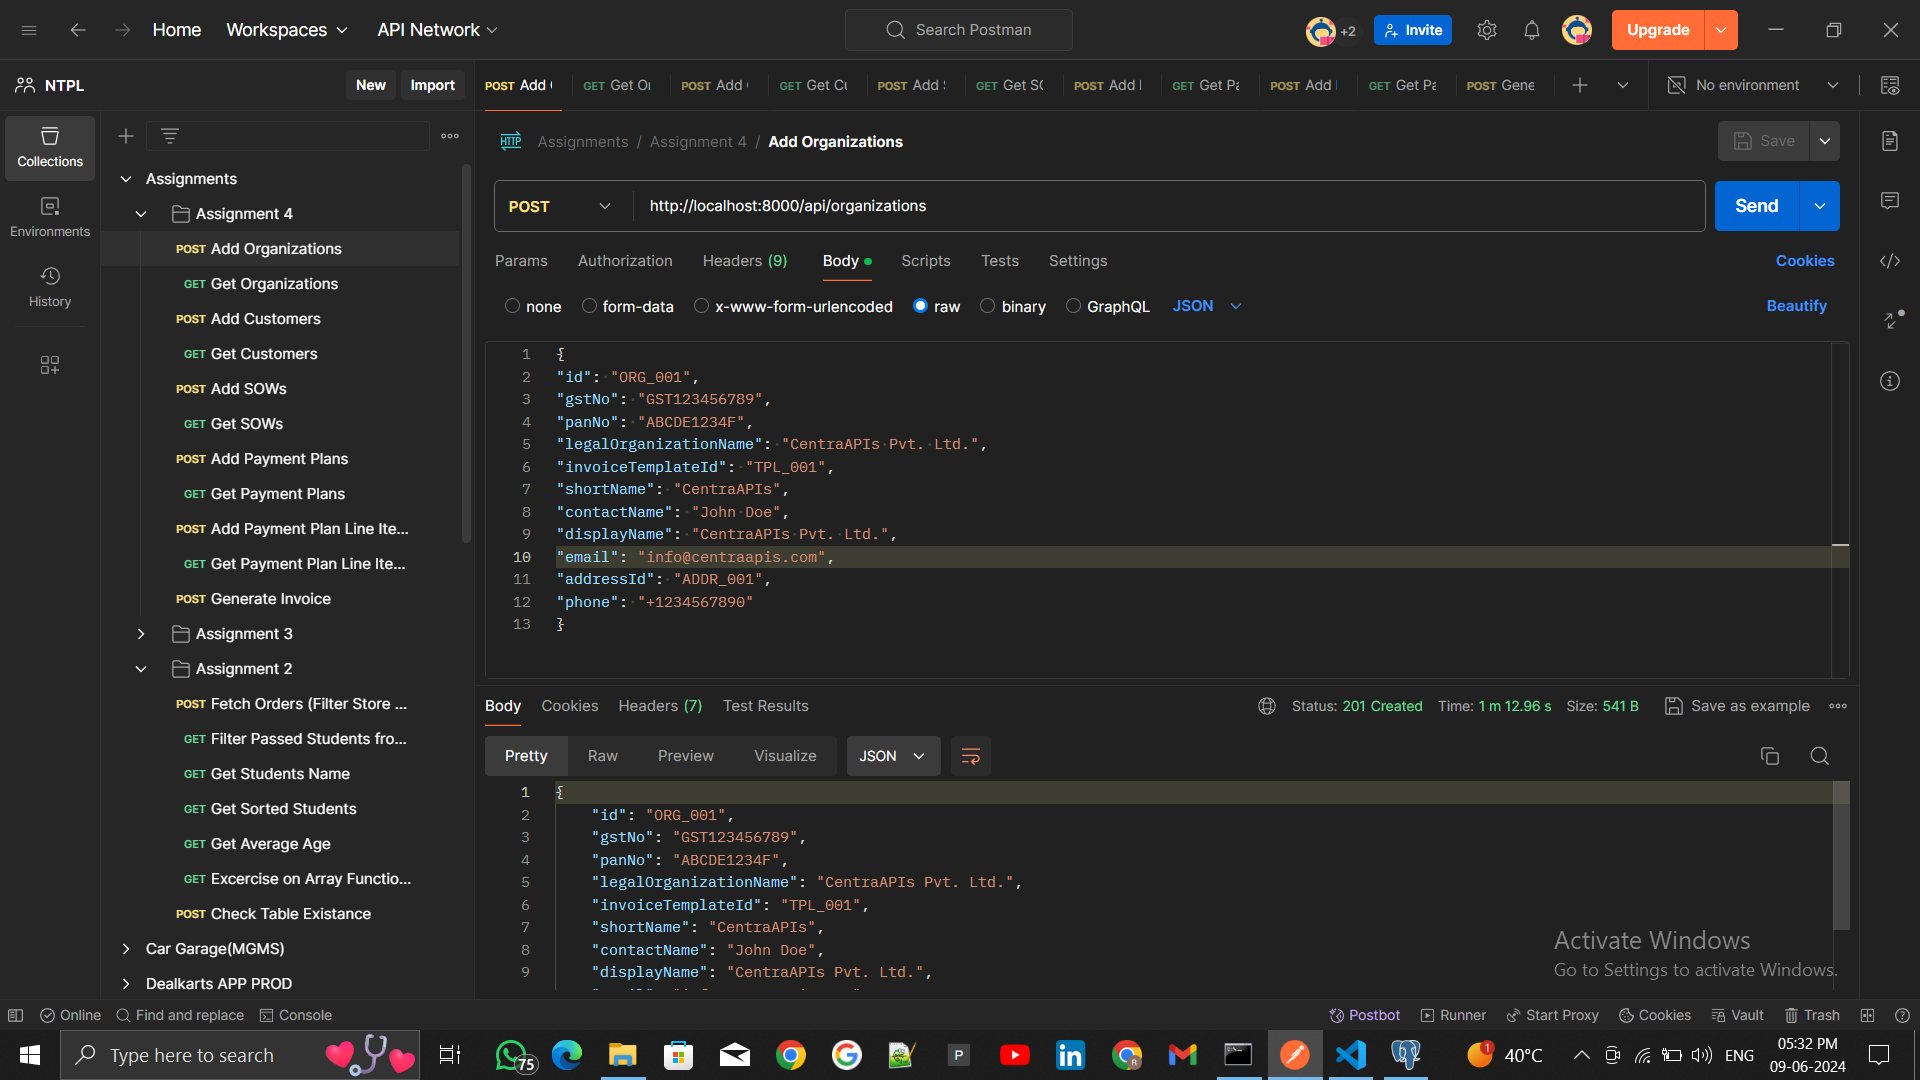 Home Workspaces API Network Search Postman +2 Invite Upgrade
NTPL New Import
POST Add GET Get Or POST Add GET Get Cu POST Add GET Get SO POST Add GET Get Pa POST Add GET Get Pa POST Gene No environment
Collections
Environments
History
Assignments
Assignment 4
POST Add Organizations
GET Get Organizations
POST Add Customers
GET Get Customers
POST Add SOWs
GET Get SOWs
POST Add Payment Plans
GET Get Payment Plans
POST Add Payment Plan Line Ite...
GET Get Payment Plan Line Ite...
POST Generate Invoice
Assignment 3
Assignment 2
POST Fetch Orders (Filter Store ...
GET Filter Passed Students fro...
GET Get Students Name
GET Get Sorted Students
GET Get Average Age
GET Excercise on Array Functio...
POST Check Table Existance
Car Garage(MGMS)
Dealkarts APP PROD
HTTP Assignments / Assignment 4 / Add Organizations Save
POST http://localhost:8000/api/organizations Send
Params Authorization Headers (9) Body Scripts Tests Settings Cookies
none form-data x-www-form-urlencoded raw binary GraphQL JSON Beautify
1 {
2 "id": "ORG_001",
3 "gstNo": "GST123456789",
4 "panNo": "ABCDE1234F",
5 "legalOrganizationName": "CentraAPIs Pvt. Ltd.",
6 "invoiceTemplateId": "TPL_001",
7 "shortName": "CentraAPIs",
8 "contactName": "John Doe",
9 "displayName": "CentraAPIs Pvt. Ltd.",
10 "email": "info@centraapis.com",
11 "addressId": "ADDR_001",
12 "phone": "+1234567890"
13 }
Body Cookies Headers (7) Test Results Status: 201 Created Time: 1 m 12.96 s Size: 541 B Save as example
Pretty Raw Preview Visualize JSON
1 {
2 "id": "ORG_001",
3 "gstNo": "GST123456789",
4 "panNo": "ABCDE1234F",
5 "legalOrganizationName": "CentraAPIs Pvt. Ltd.",
6 "invoiceTemplateId": "TPL_001",
7 "shortName": "CentraAPIs",
8 "contactName": "John Doe",
9 "displayName": "CentraAPIs Pvt. Ltd.",
Activate Windows
Go to Settings to activate Windows.
Online Find and replace Console Postbot Runner Start Proxy Cookies Vault Trash
Type here to search 75 P 1 40°C ENG 05:32 PM
09-06-2024